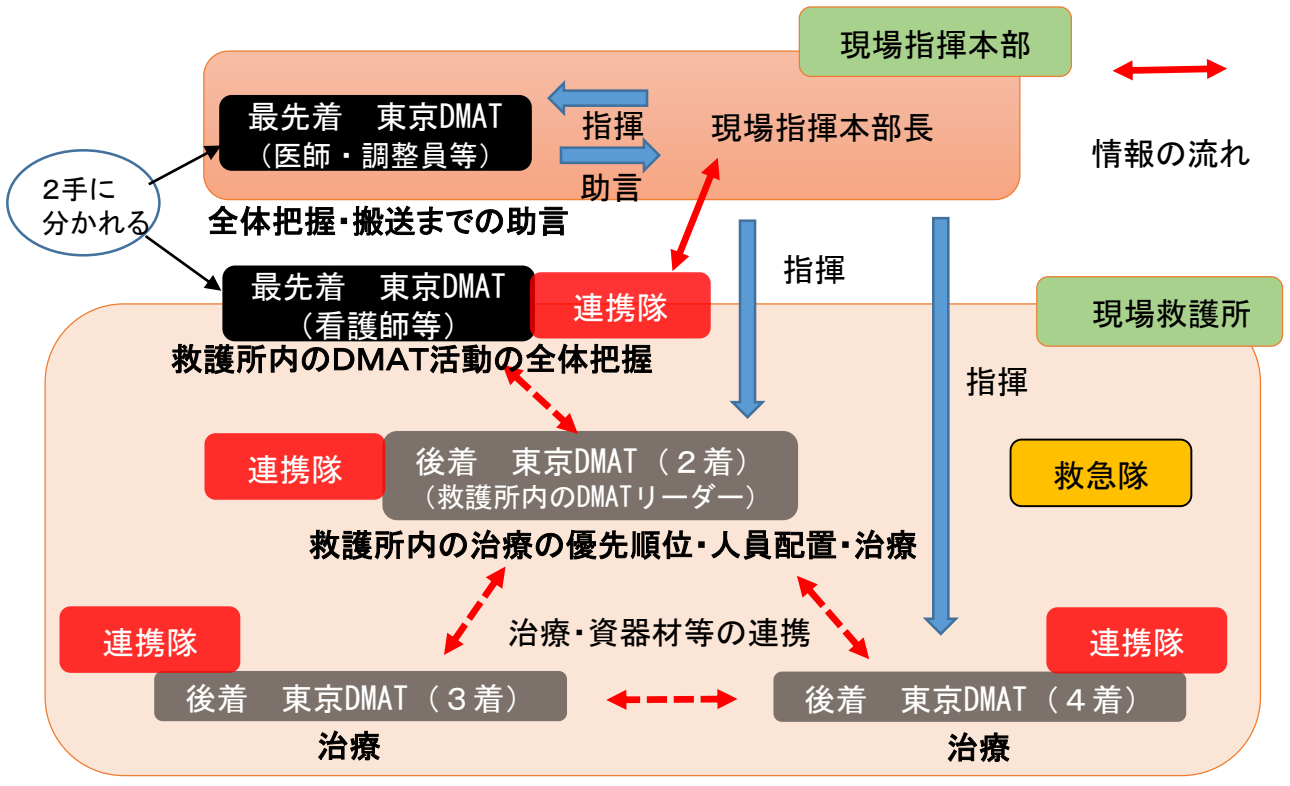 現場指揮本部
最先着　東京DMAT
（医師・調整員等）
指揮
助言
現場指揮本部長
情報の流れ
2手に
分かれる
全体把握・搬送までの助言
最先着　東京DMAT
（看護師等）
連携隊
指揮
現場救護所
救護所内のDMAT活動の全体把握
指揮
連携隊
後着　東京DMAT（２着）
（救護所内のDMATリーダー）
救急隊
救護所内の治療の優先順位・人員配置・治療
治療・資器材等の連携
連携隊
後着　東京DMAT（３着）
治療
連携隊
後着　東京DMAT（４着）
治療